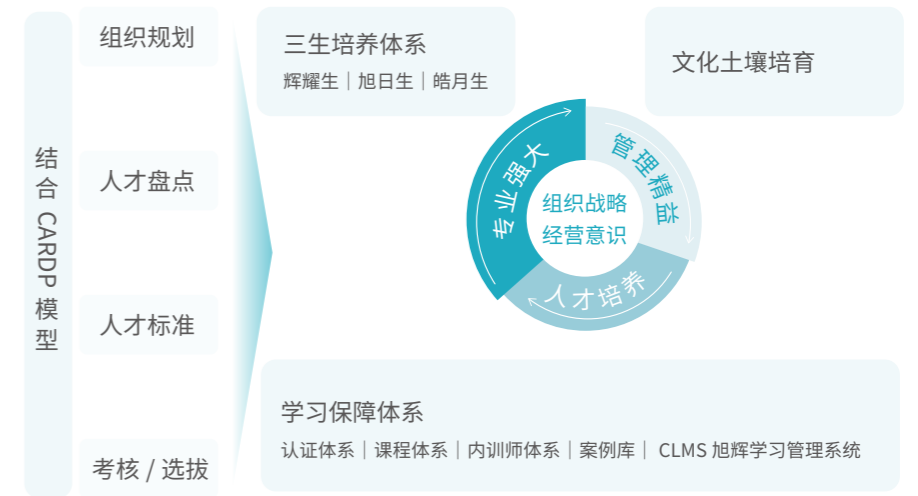 结合 CARDP 模型
组织规划
人才盘点
人才标准
考核 / 选拔
三生培养体系
辉耀生｜旭日生｜皓月生
文化土壤培育
专业强大
管理精益
人才培养
组织战略
经营意识
学习保障体系
认证体系｜课程体系｜内训师体系｜案例库｜ CLMS 旭辉学习管理系统